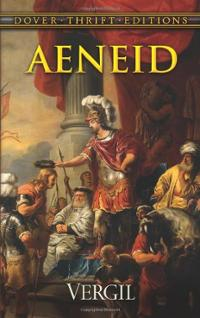 DOVER · THRIFT · EDITIONS
AENEID
VERGIL